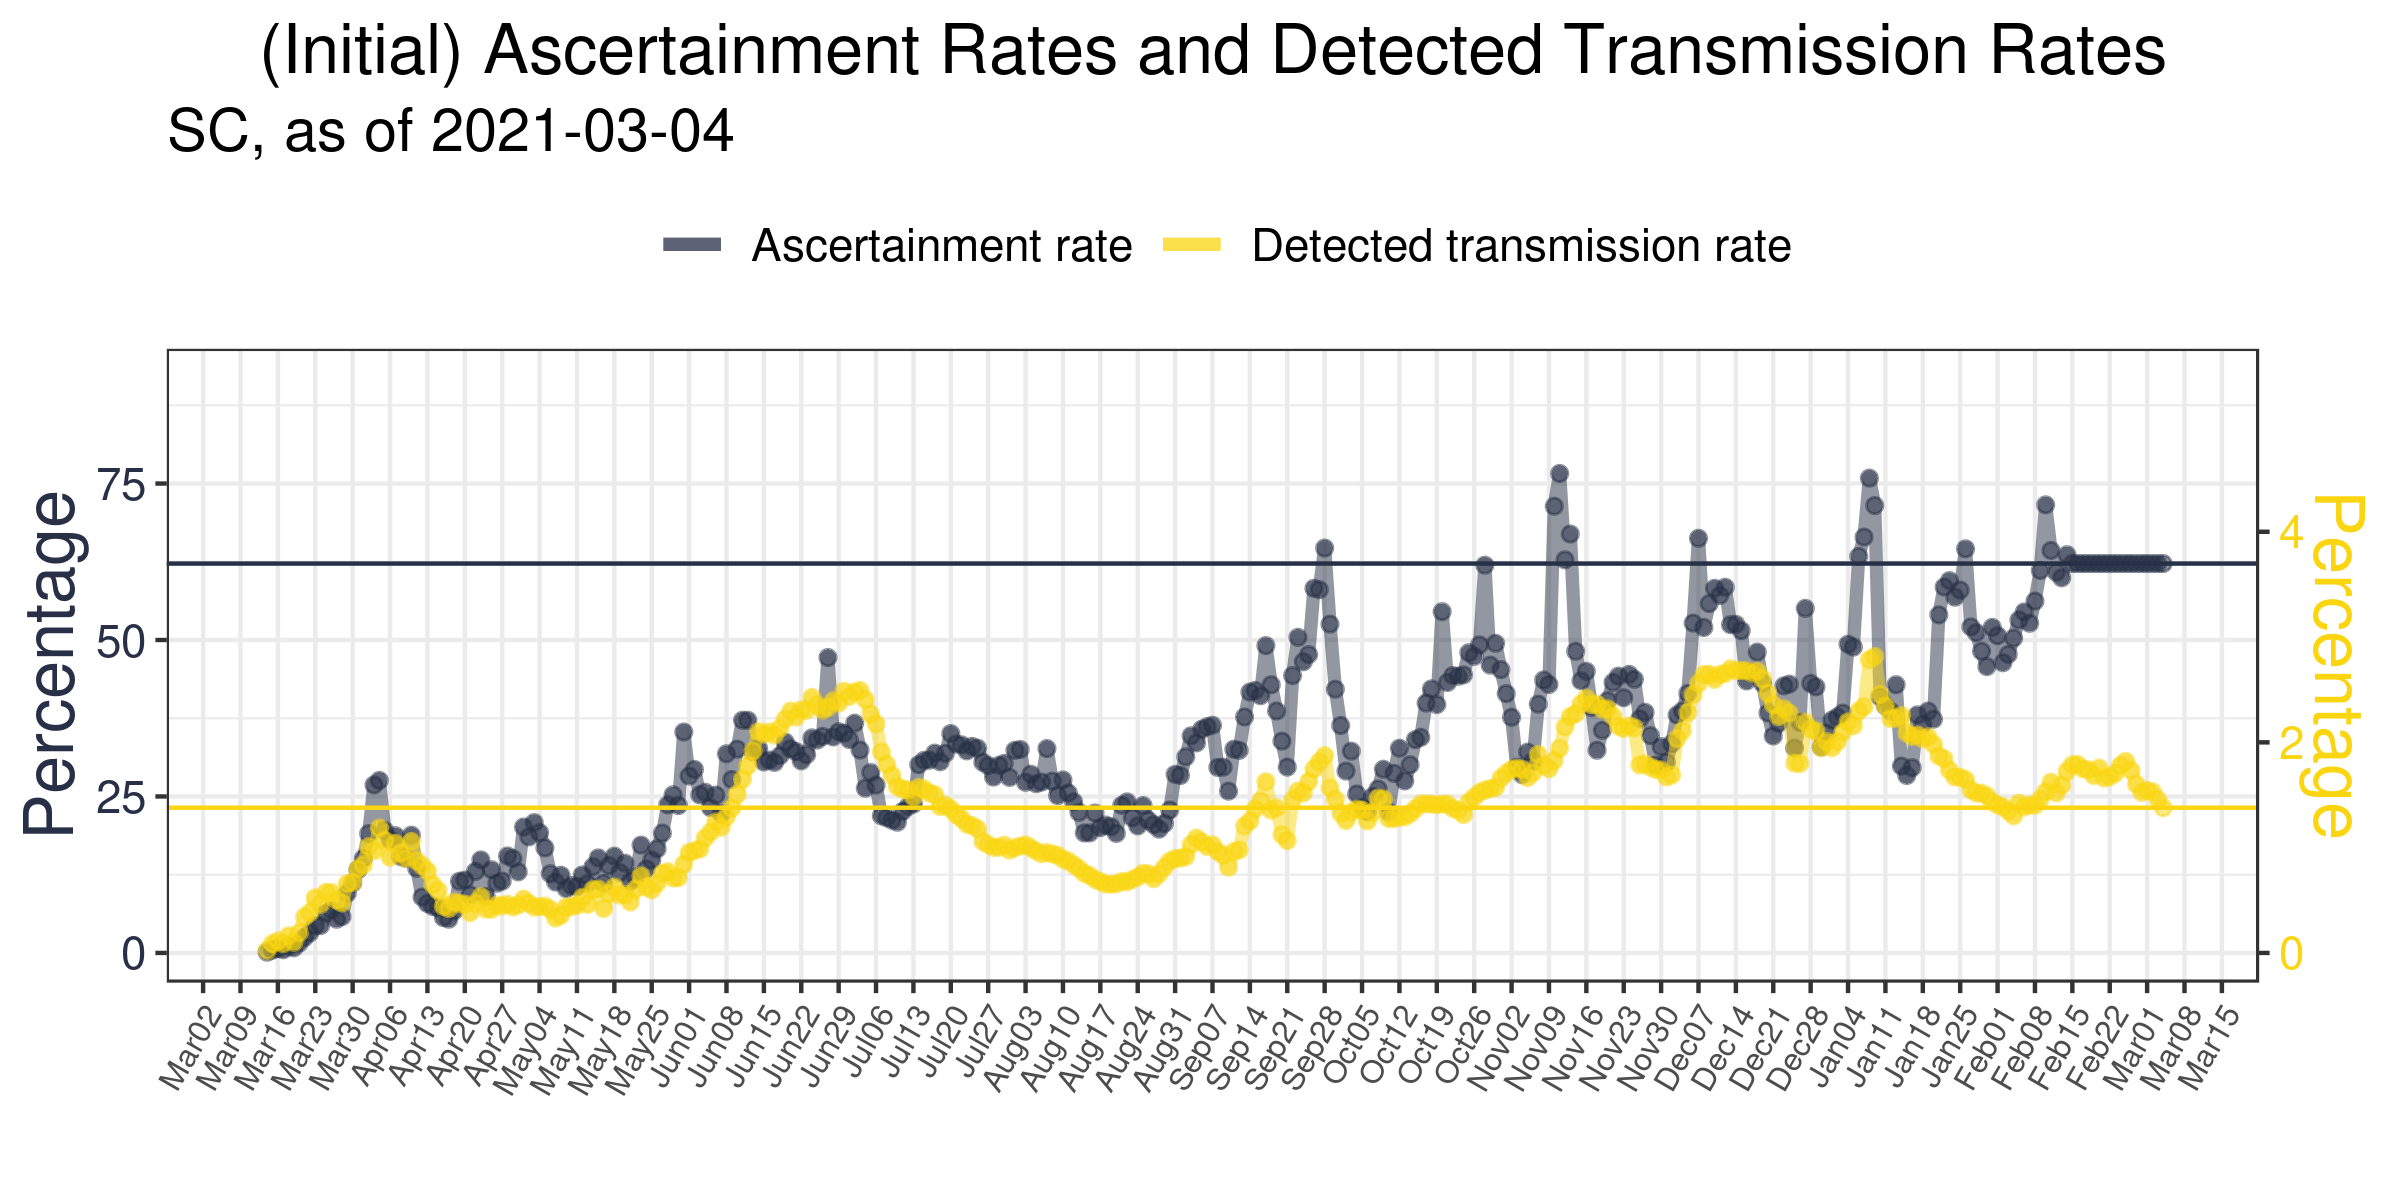 (Initial) Ascertainment Rates and Detected Transmission Rates
SC, as of 2021-03-04
Ascertainment rate
Detected transmission rate
Percentage
75
50
25
0
4
2
0
Percentage
Mar02
Mar09
Mar16
Mar23
Mar30
Apr06
Apr13
Apr20
Apr27
May04
May11
May18
May25
Jun01
Jun08
Jun15
Jun22
Jun29
Jul06
Jul13
Jul20
Jul27
Aug03
Aug10
Aug17
Aug24
Aug31
Sep07
Sep14
Sep21
Sep28
Oct05
Oct12
Oct19
Oct26
Nov02
Nov09
Nov16
Nov23
Nov30
Dec07
Dec14
Dec21
Dec28
Jan04
Jan11
Jan18
Jan25
Feb01
Feb08
Feb15
Feb22
Mar01
Mar08
Mar15